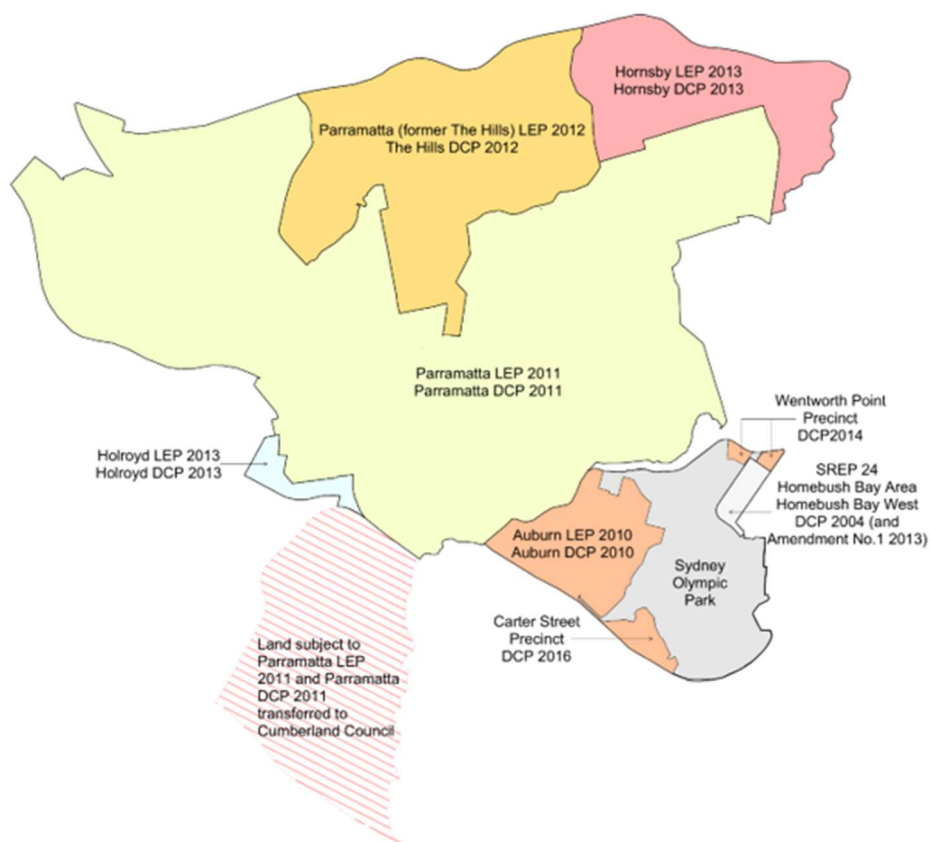 Hornsby LEP 2013
Hornsby DCP 2013
Parramatta (former The Hills) LEP 2012
The Hills DCP 2012
Parramatta LEP 2011
Parramatta DCP 2011
Wentworth Point
Precinct
DCP2014
Holroyd LEP 2013
Holroyd DCP 2013
SREP 24
Homebush Bay Area
Homebush Bay West
DCP 2004 (and
Amendment No.1 2013)
Auburn LEP 2010
Auburn DCP 2010
Sydney
Olympic
Park
Carter Street
Precinct
DCP 2016
Land subject to
Parramatta LEP
2011 and Parramatta
DCP 2011
transferred to
Cumberland Council